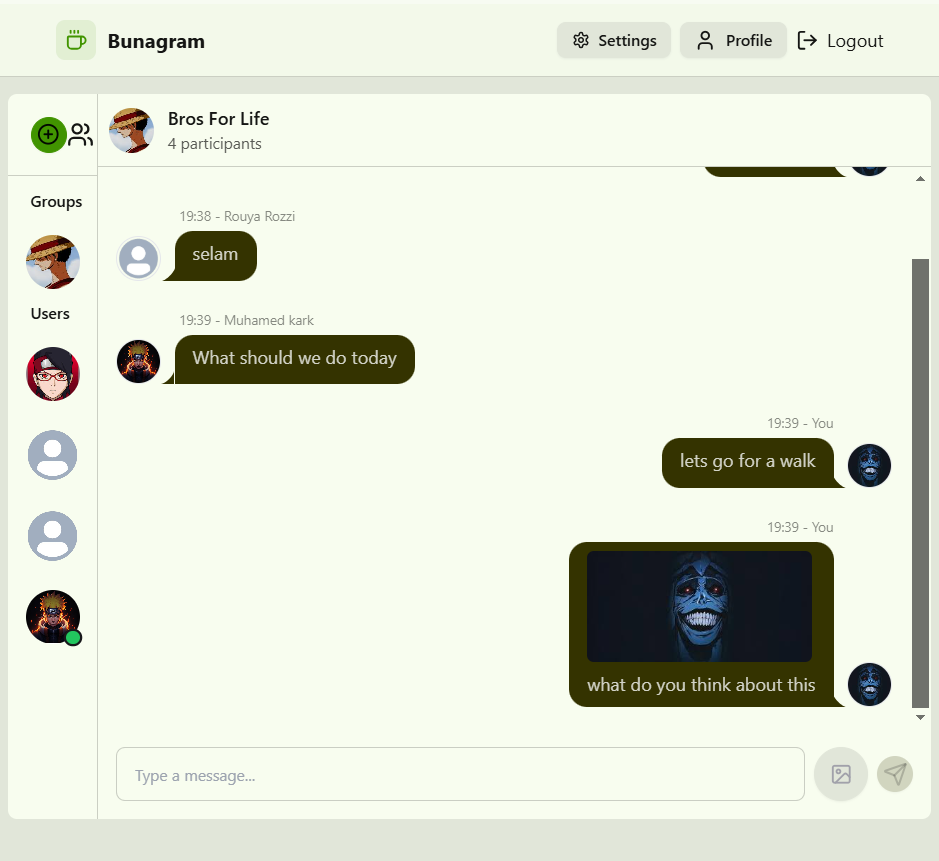 Bunagram
Settings
Profile
Logout
Bros For Life
4 participants
Groups
Users
19:38 - Rouya Rozzi
selam
19:39 - Muhamed kark
What should we do today
19:39 - You
lets go for a walk
19:39 - You
what do you think about this
Type a message...